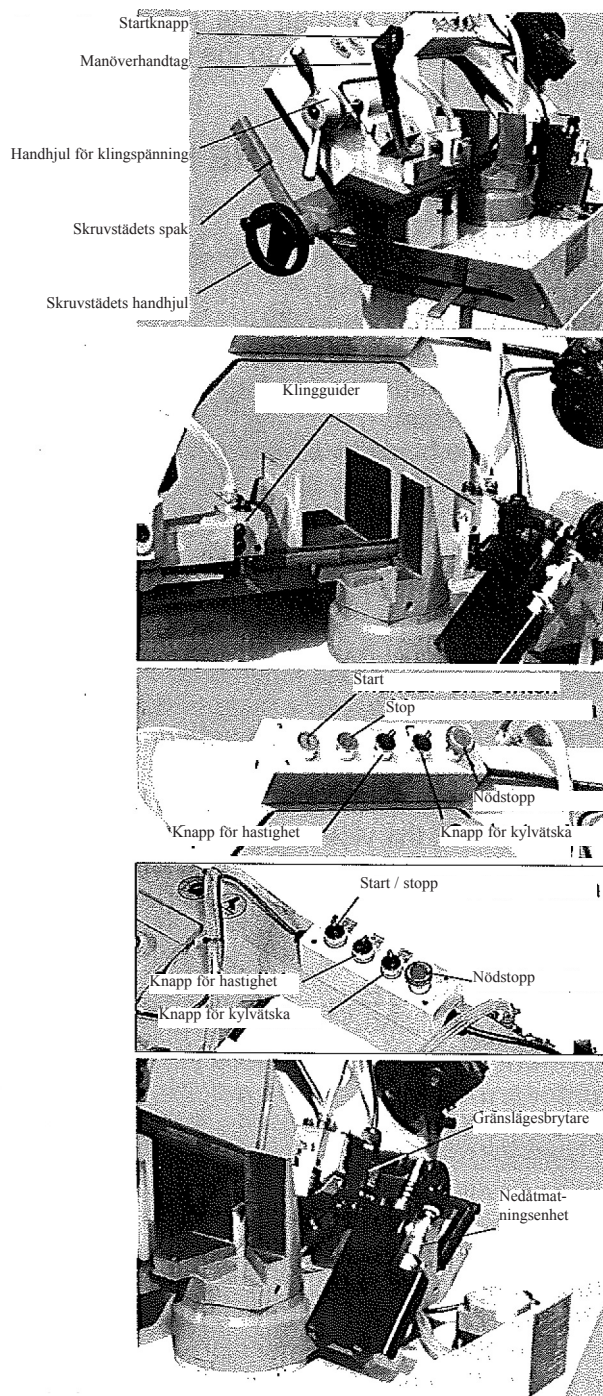 Startknapp
Manöverhandtag
Handhjul för klingspänning
Skruvstädets spak
Skruvstädets handhjul
Klingguider
Start
Stop
Nödstopp
Knapp för hastighet
Knapp för kylvätska
Start / stopp
Knapp för hastighet
Nödstopp
Knapp för kylvätska
Gränslägesbrytare
Nedåtmat-
ningsenhet